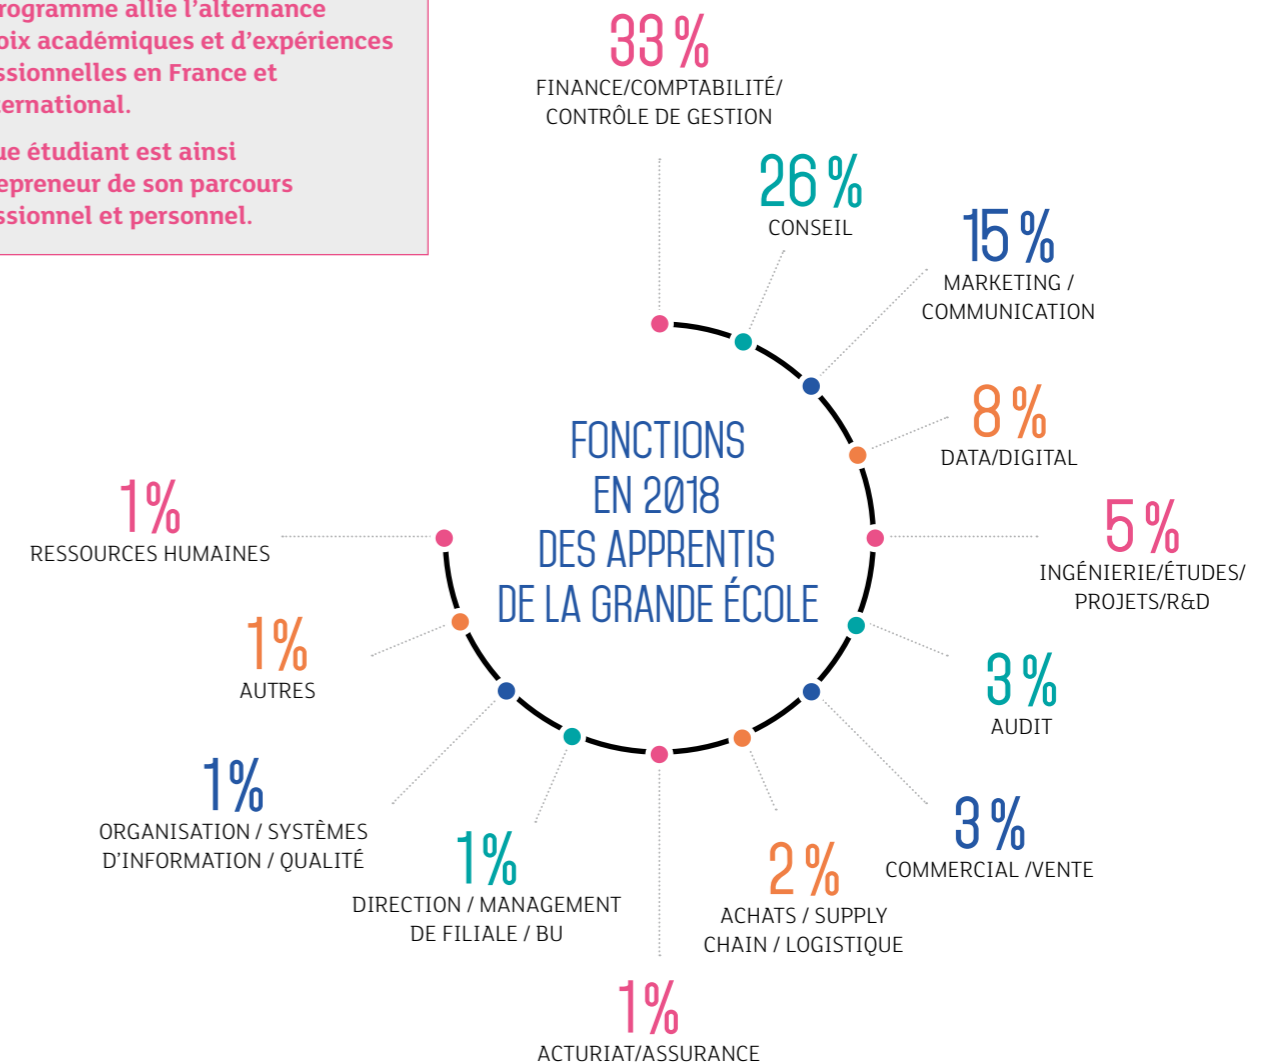 rogramme allie l'alternance
oix académiques et d'expériences
ssionnelles en France et
ternational.
ue étudiant est ainsi
epreneur de son parcours
ssionnel et personnel.
33 %
FINANCE/COMPTABILITÉ/
CONTRÔLE DE GESTION
26 %
CONSEIL
15 %
MARKETING /
COMMUNICATION
8 %
DATA/DIGITAL
5 %
INGÉNIERIE/ÉTUDES/
PROJETS/R&D
3 %
AUDIT
3 %
COMMERCIAL /VENTE
2 %
ACHATS / SUPPLY
CHAIN / LOGISTIQUE
1%
ACTURIAT/ASSURANCE
1%
DIRECTION / MANAGEMENT
DE FILIALE / BU
1%
ORGANISATION / SYSTÈMES
D'INFORMATION / QUALITÉ
1%
AUTRES
1%
RESSOURCES HUMAINES
FONCTIONS
EN 2018
DES APPRENTIS
DE LA GRANDE ÉCOLE